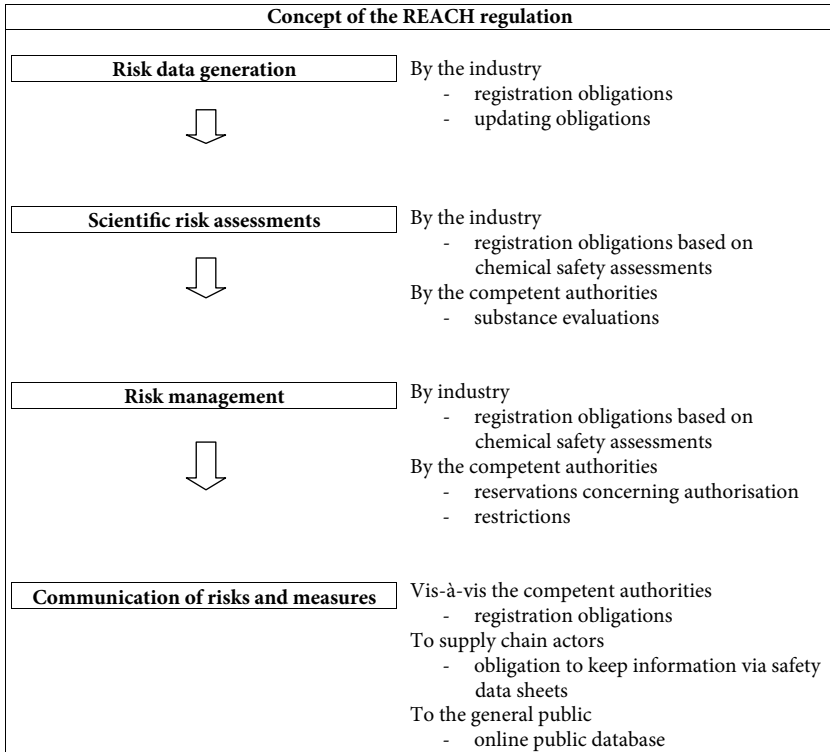 Concept of the REACH regulation
Risk data generation
By the industry
- registration obligations
- updating obligations
Scientific risk assessments
By the industry
- registration obligations based on
chemical safety assessments
By the competent authorities
- substance evaluations
Risk management
By industry
- registration obligations based on
chemical safety assessments
By the competent authorities
- reservations concerning authorisation
- restrictions
Communication of risks and measures
Vis-à-vis the competent authorities
- registration obligations
To supply chain actors
- obligation to keep information via safety
data sheets
To the general public
- online public database